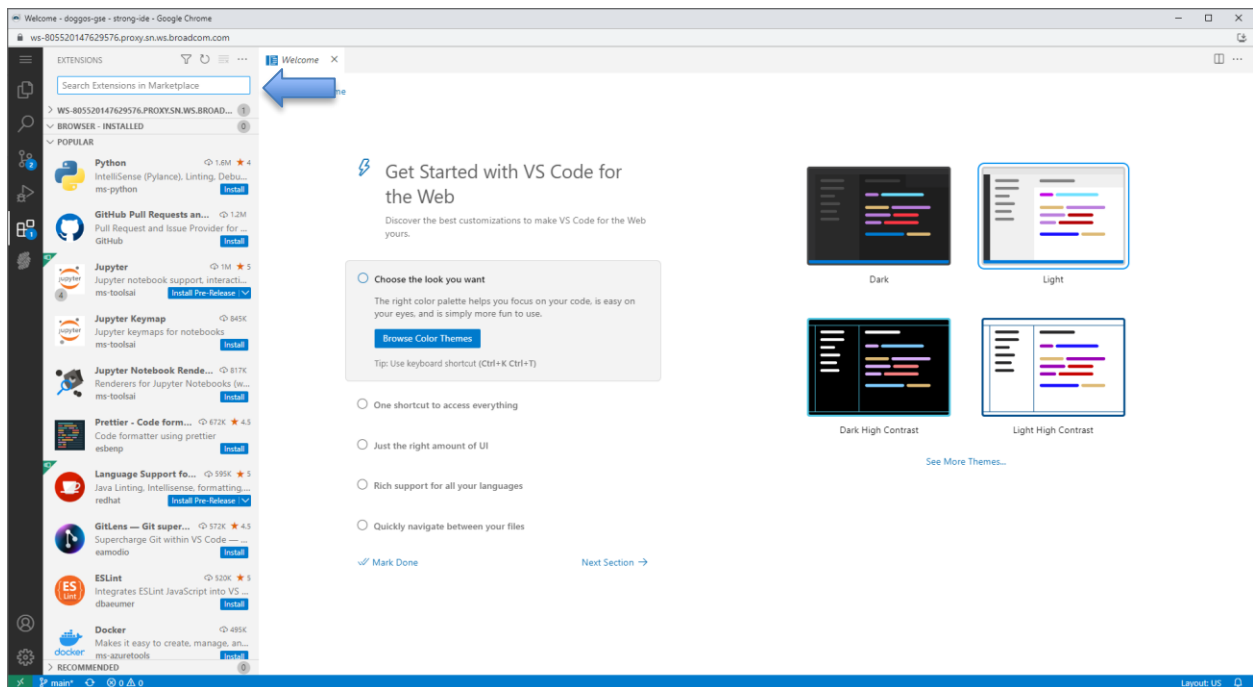 Welcome - doggos-gse - strong-ide - Google Chrome
ws-805520147629576.proxy.sn.ws.broadcom.com
EXTENSIONS
Welcome
Search Extensions in Marketplace
me
WS-805520147629576.PROXY.SN.WS.BROAD... 1
BROWSER - INSTALLED 0
POPULAR
Python 1.6M ★ 4
IntelliSense (Pylance), Linting, Debu...
ms-python Install
GitHub Pull Requests an... 1.2M
Pull Request and Issue Provider for ...
GitHub Install
Jupyter 1M ★ 5
Jupyter notebook support, interacti...
ms-toolsai Install Pre-Release
4
Jupyter Keymap 845K
Jupyter keymaps for notebooks
ms-toolsai Install
Jupyter Notebook Rende... 817K
Renderers for Jupyter Notebooks (w...
ms-toolsai Install
Prettier - Code form... 672K ★ 4.5
Code formatter using prettier
esbenp Install
Language Support fo... 595K ★ 5
Java Linting, Intellisense, formatting,...
redhat Install Pre-Release
GitLens — Git super... 572K ★ 4.5
Supercharge Git within VS Code — ...
eamodio Install
ESLint 520K ★ 5
Integrates ESLint JavaScript into VS ...
dbaeumer Install
ES
Lint
Docker 495K
Makes it easy to create, manage, an...
ms-azuretools Install
docker
RECOMMENDED 0
2
1
Get Started with VS Code for
the Web
Discover the best customizations to make VS Code for the Web
yours.
Choose the look you want
The right color palette helps you focus on your code, is easy on
your eyes, and is simply more fun to use.
Browse Color Themes
Tip: Use keyboard shortcut (Ctrl+K Ctrl+T)
One shortcut to access everything
Just the right amount of UI
Rich support for all your languages
Quickly navigate between your files
Mark Done Next Section →
Dark Light
Dark High Contrast Light High Contrast
See More Themes...
main* 0 0 Layout: US